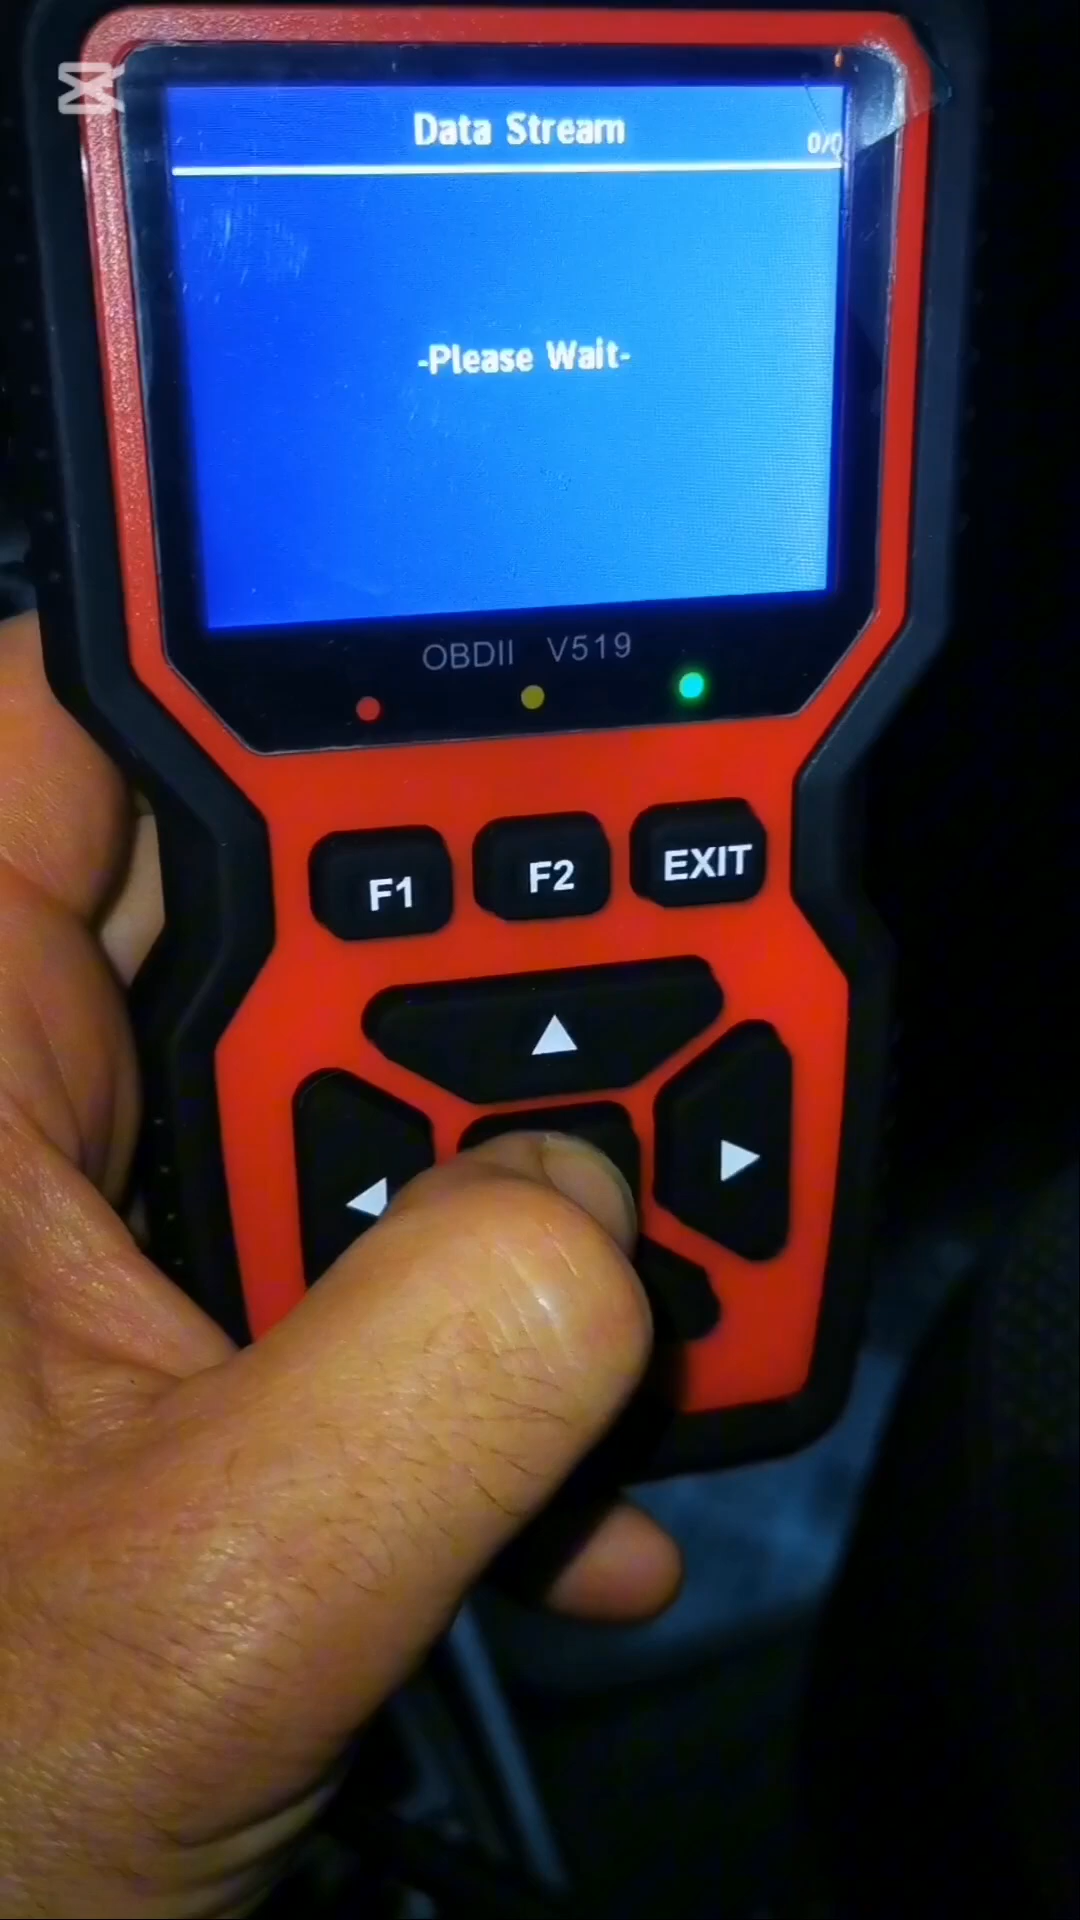 Data Stream
0/0
-Please Wait-
OBDII V519
F1
F2
EXIT